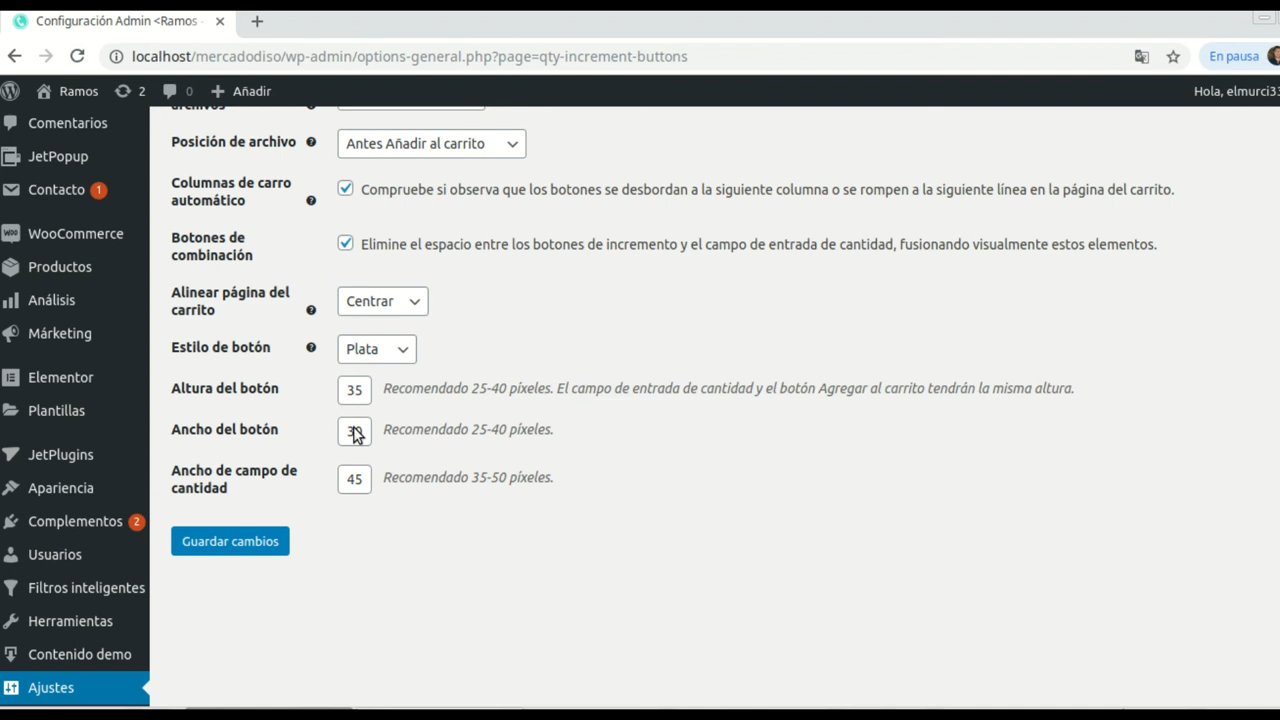 Configuración Admin <Ramos -
localhost/mercadodiso/wp-admin/options-general.php?page=qty-increment-buttons
En pausa
Ramos
2
0
Añadir
Hola, elmurci33
Comentarios
JetPopup
Contacto 1
WooCommerce
Productos
Análisis
Márketing
Elementor
Plantillas
JetPlugins
Apariencia
Complementos 2
Usuarios
Filtros inteligentes
Herramientas
Contenido demo
Ajustes
archivos
Posición de archivo
Antes Añadir al carrito
Columnas de carro
automático
Compruebe si observa que los botones se desbordan a la siguiente columna o se rompen a la siguiente línea en la página del carrito.
Botones de
combinación
Elimine el espacio entre los botones de incremento y el campo de entrada de cantidad, fusionando visualmente estos elementos.
Alinear página del
carrito
Centrar
Estilo de botón
Plata
Altura del botón
35
Recomendado 25-40 píxeles. El campo de entrada de cantidad y el botón Agregar al carrito tendrán la misma altura.
Ancho del botón
Recomendado 25-40 píxeles.
Ancho de campo de
cantidad
45
Recomendado 35-50 píxeles.
Guardar cambios